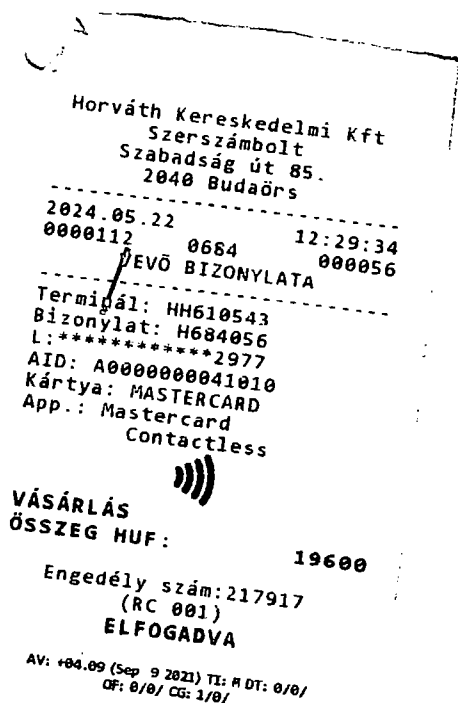 Horváth Kereskedelmi Kft
Szerszámbolt
Szabadság út 85.
2040 Budaörs
2024.05.22 12:29:34
0000112 0684 000056
VEVŐ BIZONYLATA
Terminál: HH610543
Bizonylat: H684056
L:************2977
AID: A0000000041010
Kártya: MASTERCARD
App.: Mastercard
Contactless
VÁSÁRLÁS
ÖSSZEG HUF: 19600
Engedély szám:217917
(RC 001)
ELFOGADVA
AV: +04.09 (Sep 9 2021) TI: M DT: 0/0/
OF: 0/0/ CG: 1/0/